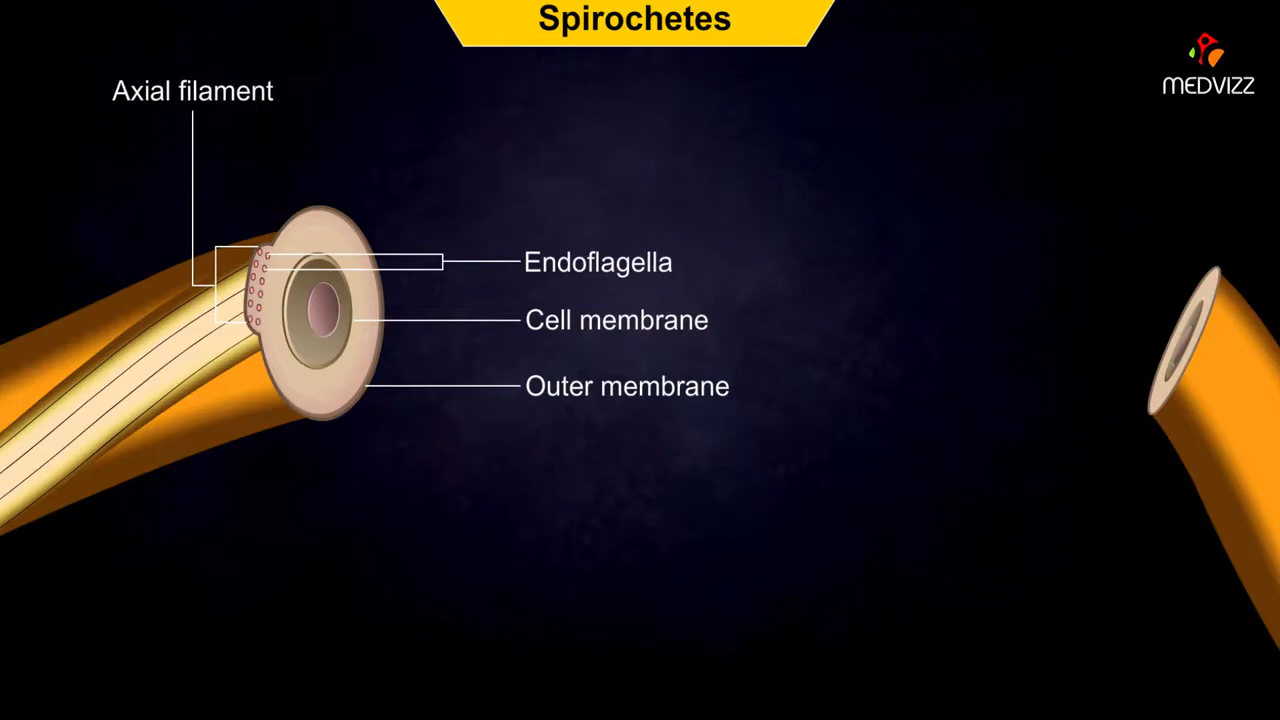 Spirochetes
MEDVIZZ
Axial filament
Endoflagella
Cell membrane
Outer membrane